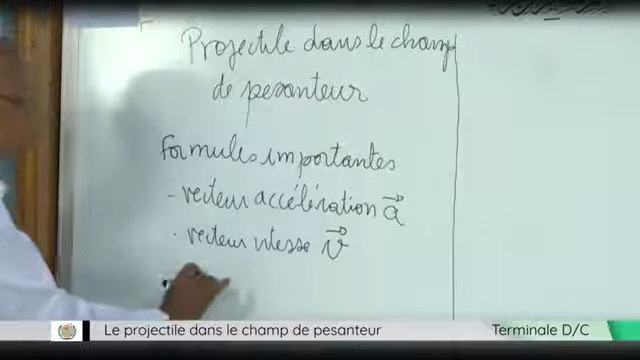 Projectile dans le champ
de pesanteur
formules importantes
- vecteur accélération a⃗
- vecteur vitesse v⃗
Le projectile dans le champ de pesanteur
Terminale D/C